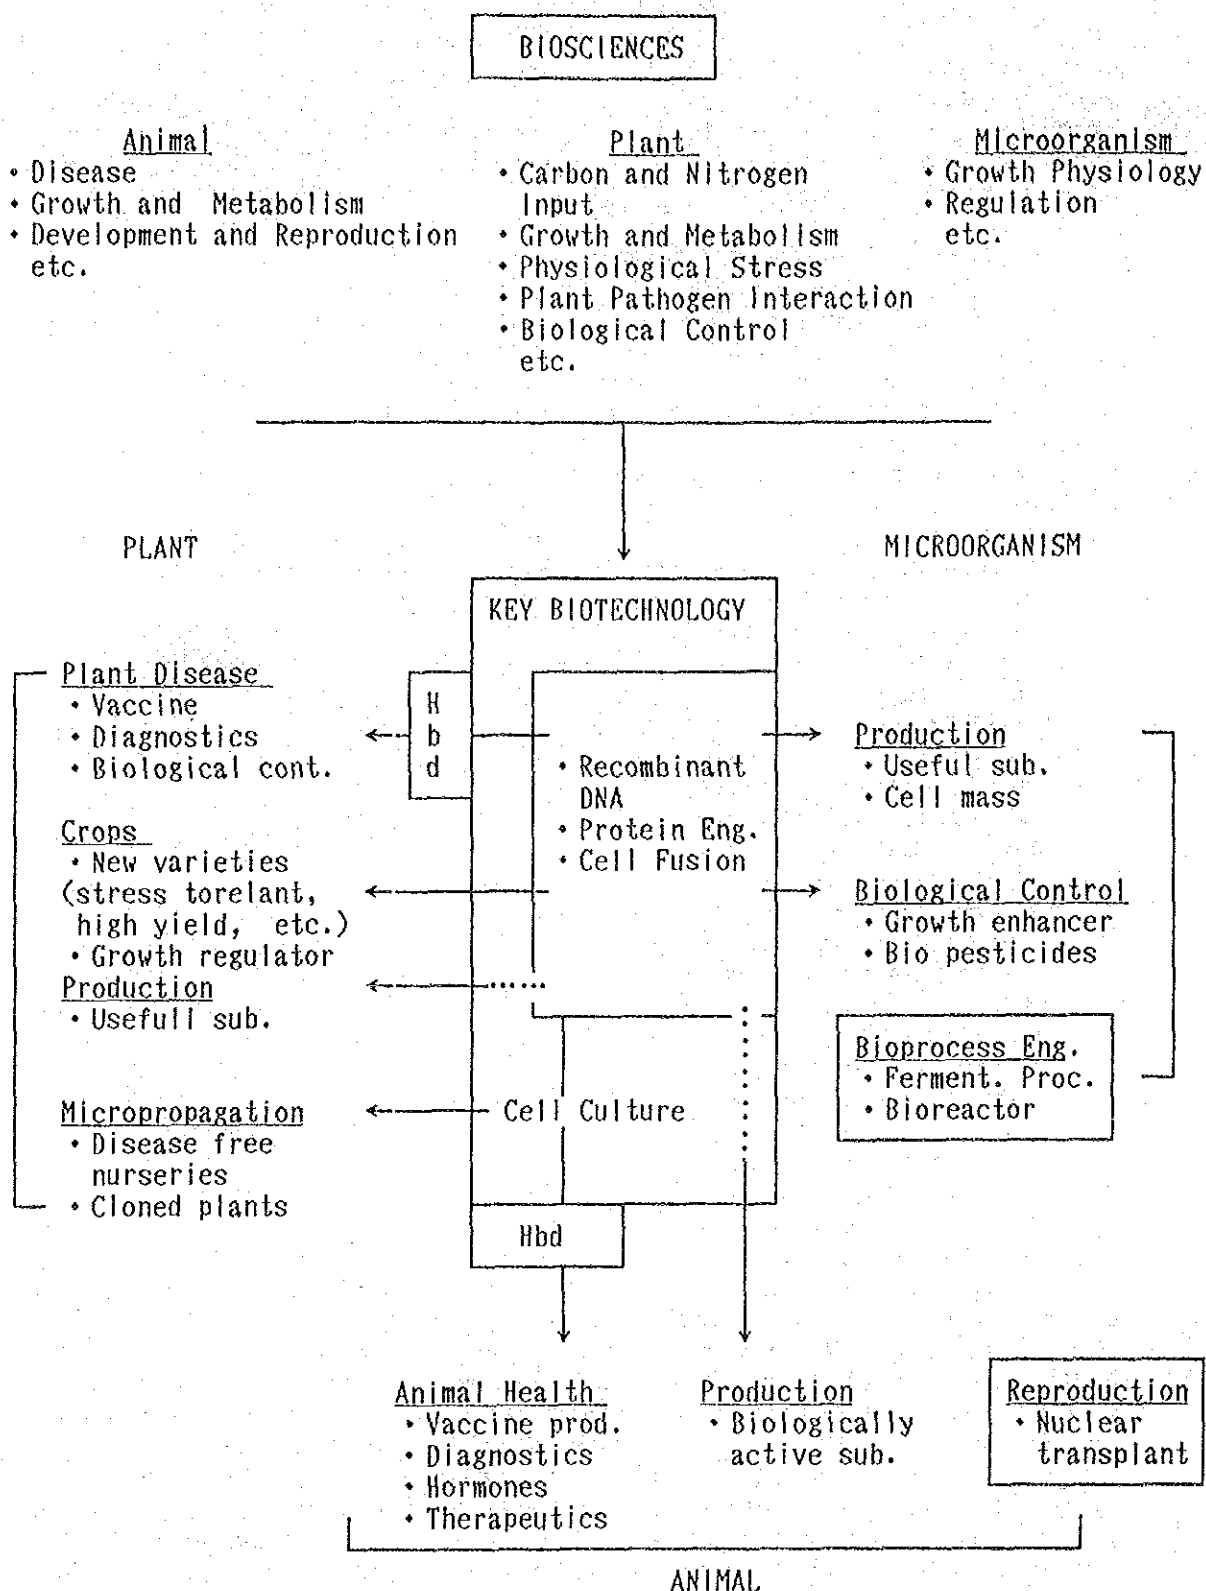 BIOSCIENCES
Animal
• Disease
• Growth and Metabolism
• Development and Reproduction
etc.
Plant
• Carbon and Nitrogen
Input
• Growth and Metabolism
• Physiological Stress
• Plant Pathogen Interaction
• Biological Control
etc.
Microorganism
• Growth Physiology
• Regulation
etc.
PLANT
MICROORGANISM
KEY BIOTECHNOLOGY
Plant Disease
• Vaccine
• Diagnostics
• Biological cont.
Crops
• New varieties
(stress torelant,
high yield, etc.)
• Growth regulator
Production
• Usefull sub.
Micropropagation
• Disease free
nurseries
• Cloned plants
H
b
d
• Recombinant
DNA
• Protein Eng.
• Cell Fusion
Cell Culture
Hbd
Production
• Useful sub.
• Cell mass
Biological Control
• Growth enhancer
• Bio pesticides
Bioprocess Eng.
• Ferment. Proc.
• Bioreactor
Animal Health
• Vaccine prod.
• Diagnostics
• Hormones
• Therapeutics
Production
• Biologically
active sub.
Reproduction
• Nuclear
transplant
ANIMAL